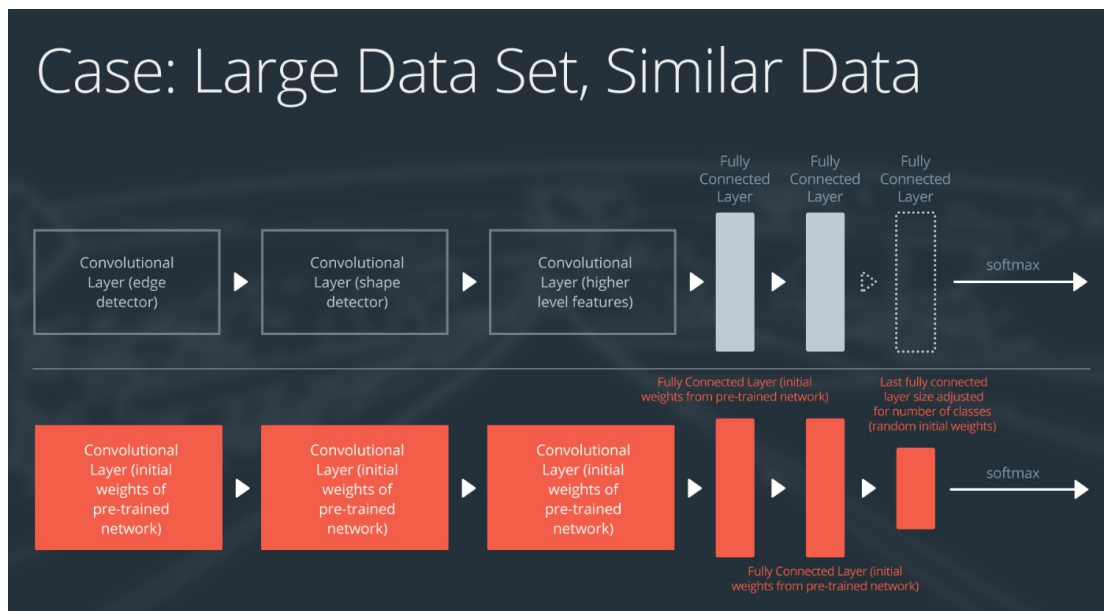 Case: Large Data Set, Similar Data
Fully
Connected
Layer
Fully
Connected
Layer
Fully
Connected
Layer
Convolutional
Layer (edge
detector)
Convolutional
Layer (shape
detector)
Convolutional
Layer (higher
level features)
softmax
Fully Connected Layer (initial
weights from pre-trained network)
Last fully connected
layer size adjusted
for number of classes
(random initial weights)
Convolutional
Layer (initial
weights of
pre-trained
network)
Convolutional
Layer (initial
weights of
pre-trained
network)
Convolutional
Layer (initial
weights of
pre-trained
network)
softmax
Fully Connected Layer (initial
weights from pre-trained network)